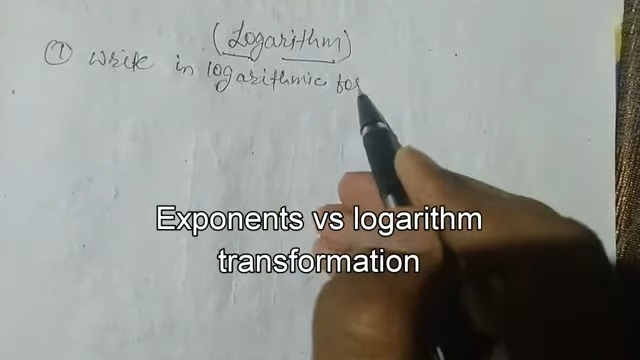 (Logarithm)
① Write in logarithmic for
Exponents vs logarithm
transformation